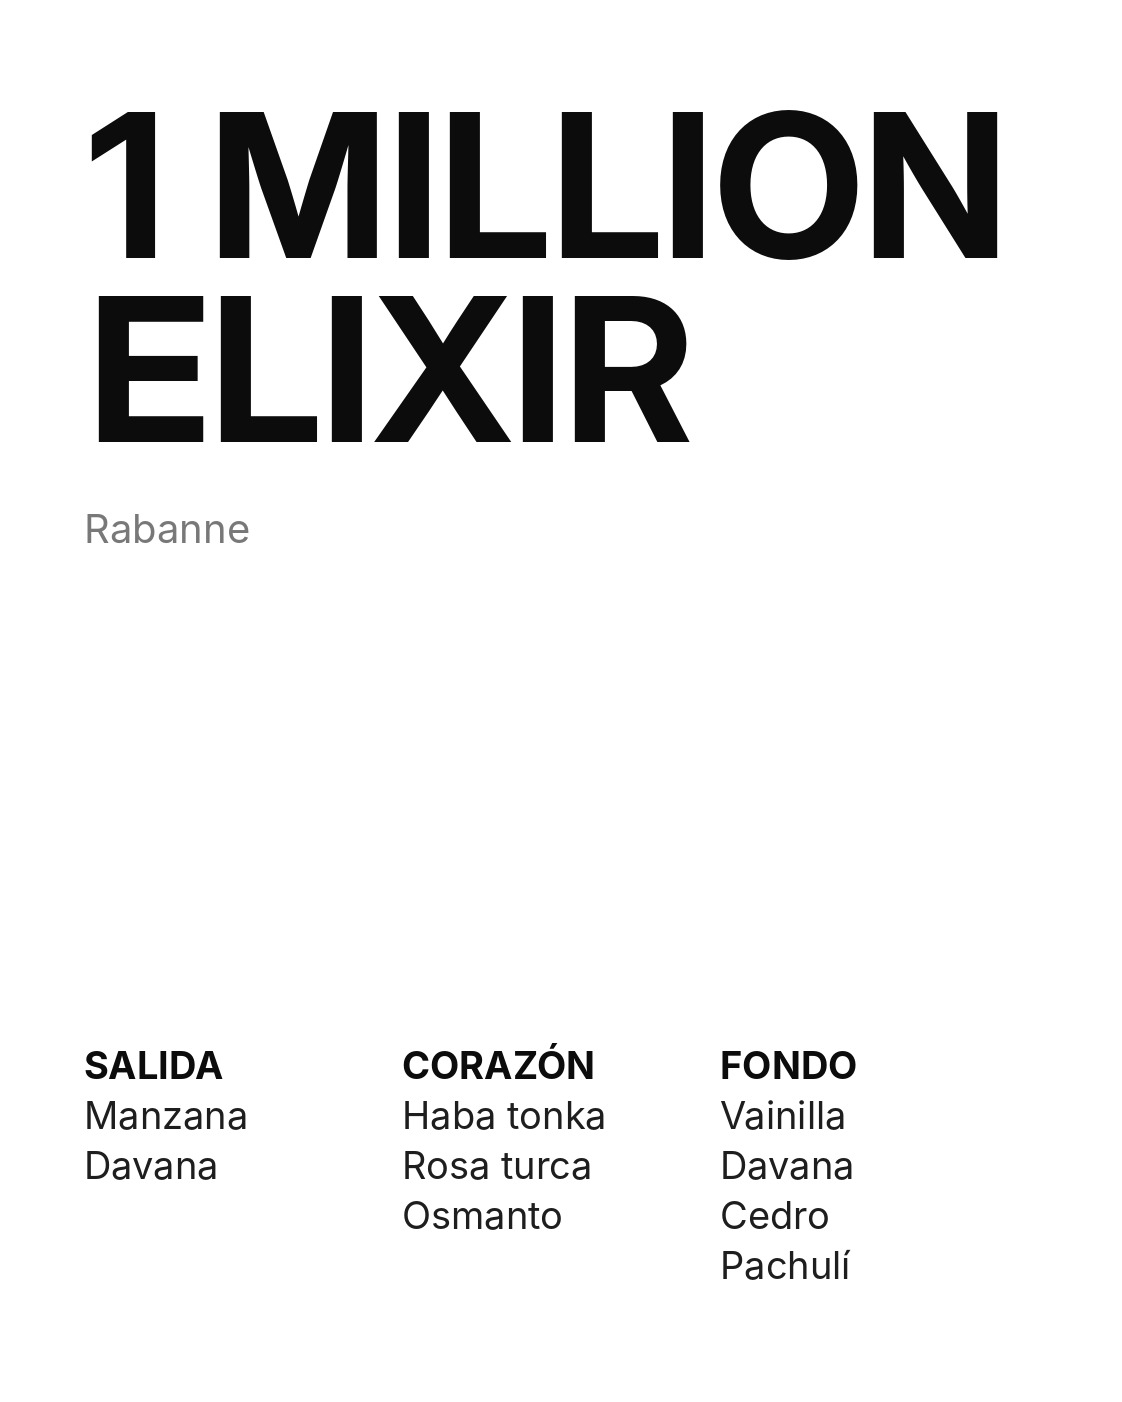 1 MILLION
ELIXIR
Rabanne
SALIDA
Manzana
Davana
CORAZÓN
Haba tonka
Rosa turca
Osmanto
FONDO
Vainilla
Davana
Cedro
Pachulí